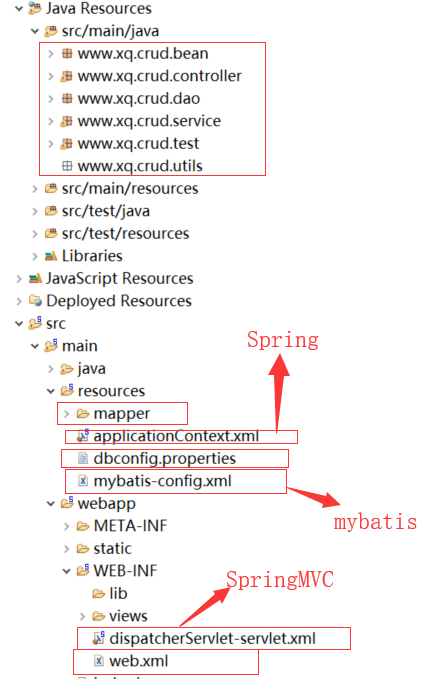 Java Resources
src/main/java
www.xq.crud.bean
www.xq.crud.controller
www.xq.crud.dao
www.xq.crud.service
www.xq.crud.test
www.xq.crud.utils
src/main/resources
src/test/java
src/test/resources
Libraries
JavaScript Resources
Deployed Resources
src
main
Spring
java
resources
mapper
applicationContext.xml
dbconfig.properties
mybatis-config.xml
webapp
mybatis
META-INF
static
WEB-INF
SpringMVC
lib
views
dispatcherServlet-servlet.xml
web.xml